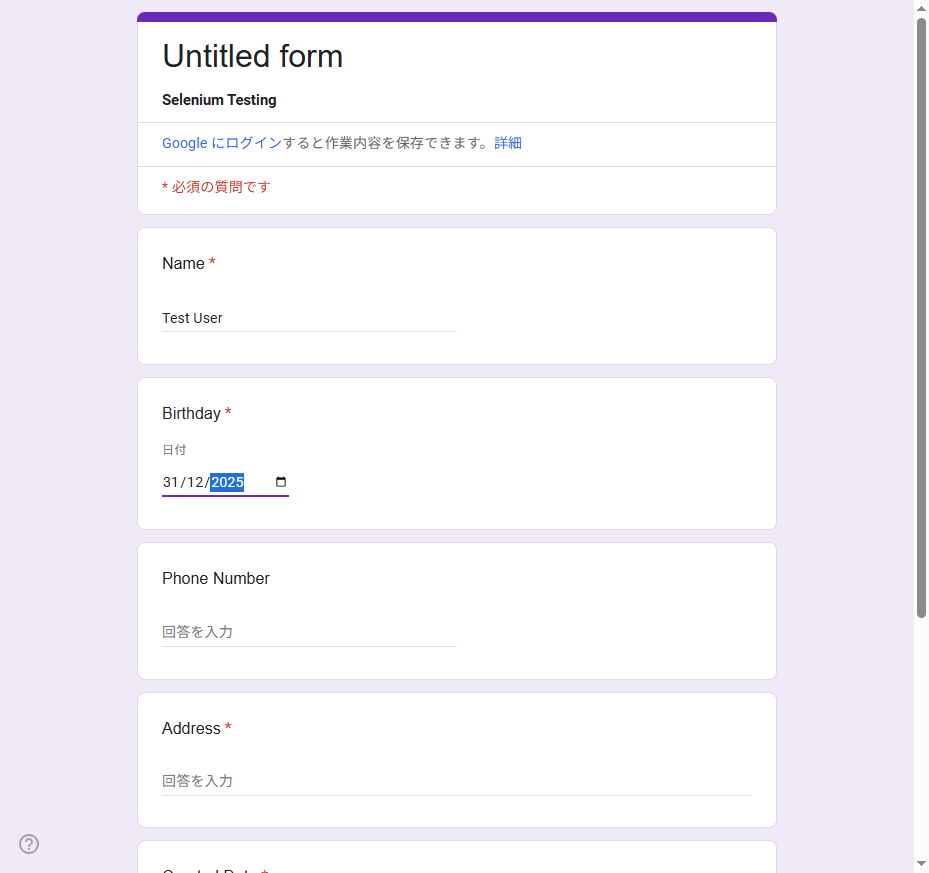 Untitled form
Selenium Testing
Google にログインすると作業内容を保存できます。詳細
* 必須の質問です
Name *
Test User
Birthday *
日付
31/12/2025
Phone Number
回答を入力
Address *
回答を入力